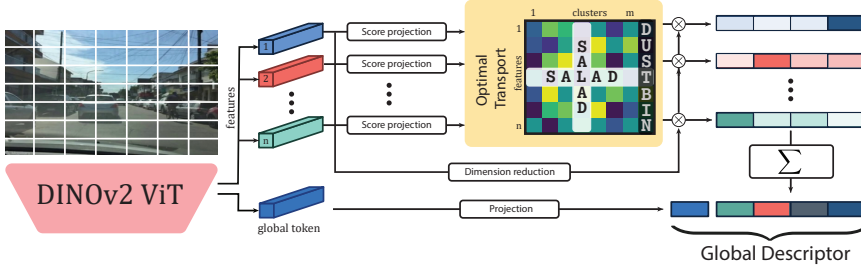 DINOv2 ViT
features
1
2
n
global token
Score projection
Score projection
Score projection
Dimension reduction
Projection
Optimal
Transport
1 clusters m
1
features
n
SALAD
SALAD
DUSTBIN
Σ
Global Descriptor